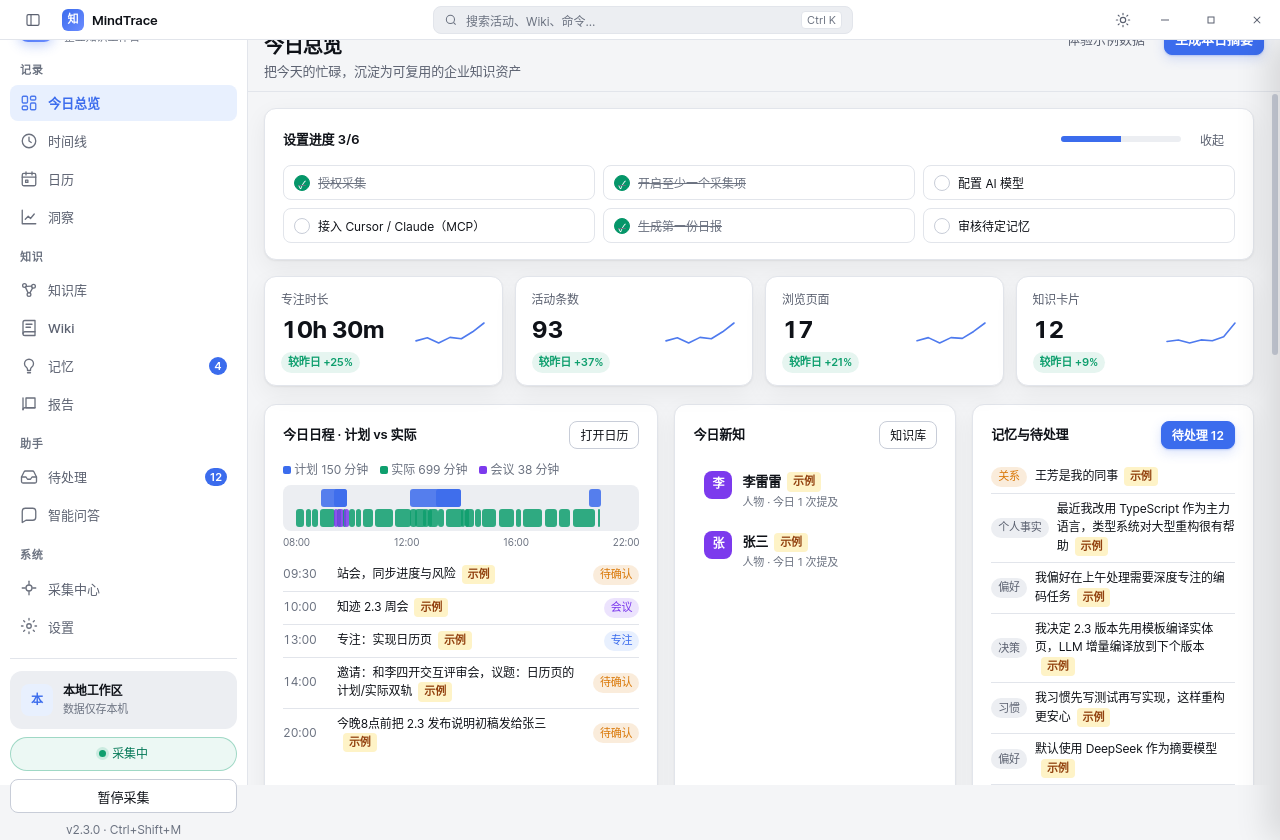 知 MindTrace
搜索活动、Wiki、命令...
Ctrl K
记录
今日总览
时间线
日历
洞察
知识
知识库
Wiki
记忆
4
报告
助手
待处理
12
智能问答
系统
采集中心
设置
本
本地工作区
数据仅存本机
采集中
暂停采集
v2.3.0 · Ctrl+Shift+M
今日总览
体验示例数据
生成本日摘要
把今天的忙碌，沉淀为可复用的企业知识资产
设置进度 3/6
收起
授权采集
开启至少一个采集项
配置 AI 模型
接入 Cursor / Claude（MCP）
生成第一份日报
审核待定记忆
专注时长
10h 30m
较昨日 +25%
活动条数
93
较昨日 +37%
浏览页面
17
较昨日 +21%
知识卡片
12
较昨日 +9%
今日日程 · 计划 vs 实际
打开日历
计划 150 分钟 实际 699 分钟 会议 38 分钟
08:00 12:00 16:00 22:00
09:30 站会，同步进度与风险 示例 待确认
10:00 知迹 2.3 周会 示例 会议
13:00 专注：实现日历页 示例 专注
14:00 邀请：和李四开交互评审会，议题：日历页的
计划/实际双轨 示例 待确认
20:00 今晚8点前把 2.3 发布说明初稿发给张三
示例 待确认
今日新知
知识库
李 李雷雷 示例
人物 · 今日 1 次提及
张 张三 示例
人物 · 今日 1 次提及
记忆与待处理
待处理 12
关系 王芳是我的同事 示例
个人事实 最近我改用 TypeScript 作为主力
语言，类型系统对大型重构很有帮
助 示例
偏好 我偏好在上午处理需要深度专注的编
码任务 示例
决策 我决定 2.3 版本先用模板编译实体
页，LLM 增量编译放到下个版本
示例
习惯 我习惯先写测试再写实现，这样重构
更安心 示例
偏好 默认使用 DeepSeek 作为摘要模型
示例